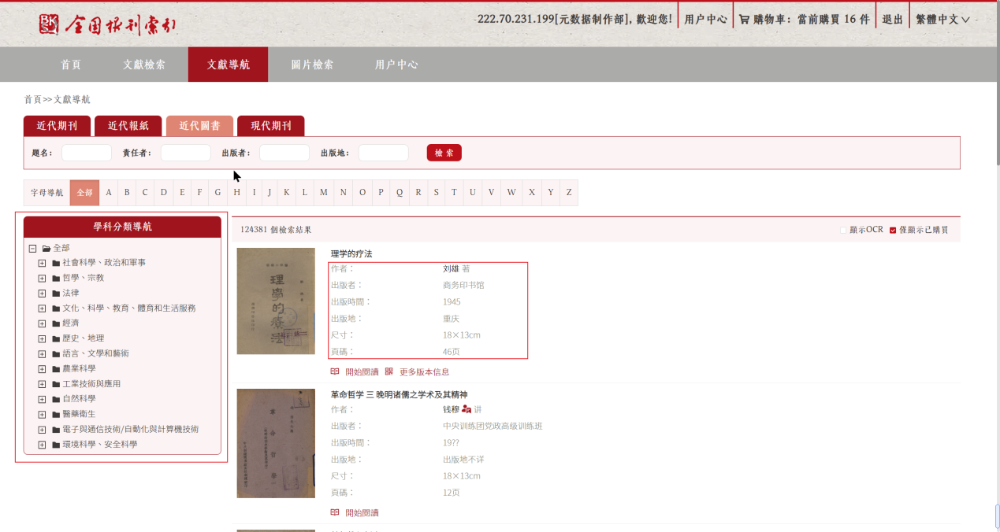 全国报刊索引
222.70.231.199[元数据制作部], 歡迎您! 用户中心 購物車: 當前購買 16 件 退出 繁體中文
首頁 文獻檢索 文獻導航 圖片檢索 用户中心
首頁>>文獻導航
近代期刊 近代報紙 近代圖書 現代期刊
題名: 責任者: 出版者: 出版地: 檢索
字母導航 全部 A B C D E F G H I J K L M N O P Q R S T U V W X Y Z
學科分類導航
全部
社會科學、政治和軍事
哲學、宗教
法律
文化、科學、教育、體育和生活服務
經濟
歷史、地理
語言、文學和藝術
農業科學
工業技術與應用
自然科學
醫藥衛生
電子與通信技術/自動化與計算機技術
環境科學、安全科學
124381 個檢索結果 顯示OCR 僅顯示已購買
理學的療法
理学的疗法
作者: 刘雄 著
出版者: 商务印书馆
出版時間: 1945
出版地: 重庆
尺寸: 18×13cm
頁碼: 46页
開始閱讀 更多版本信息
革命哲學
革命哲学 三 晚明诸儒之学术及其精神
作者: 钱穆 讲
出版者: 中央训练团党政高级训练班
出版時間: 19??
出版地: 出版地不详
尺寸: 18×13cm
頁碼: 12页
開始閱讀